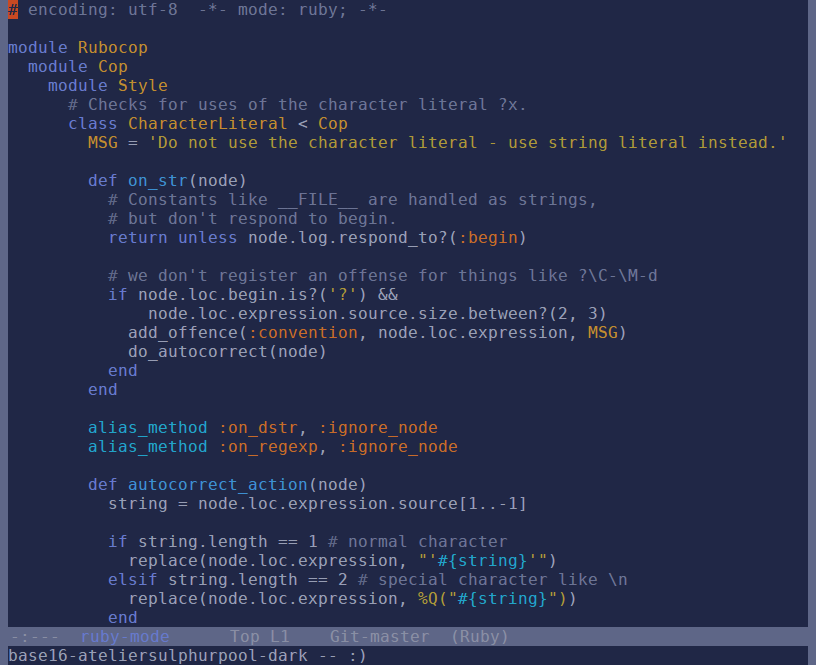 # encoding: utf-8  -*- mode: ruby; -*-

module Rubocop
  module Cop
    module Style
      # Checks for uses of the character literal ?x.
      class CharacterLiteral < Cop
        MSG = 'Do not use the character literal - use string literal instead.'

        def on_str(node)
          # Constants like __FILE__ are handled as strings,
          # but don't respond to begin.
          return unless node.log.respond_to?(:begin)

          # we don't register an offense for things like ?\C-\M-d
          if node.loc.begin.is?('?') &&
              node.loc.expression.source.size.between?(2, 3)
            add_offence(:convention, node.loc.expression, MSG)
            do_autocorrect(node)
          end
        end

        alias_method :on_dstr, :ignore_node
        alias_method :on_regexp, :ignore_node

        def autocorrect_action(node)
          string = node.loc.expression.source[1..-1]

          if string.length == 1 # normal character
            replace(node.loc.expression, "'#{string}'")
          elsif string.length == 2 # special character like \n
            replace(node.loc.expression, %Q("#{string}"))
          end
-:---  ruby-mode      Top L1    Git-master  (Ruby)
base16-ateliersulphurpool-dark -- :)